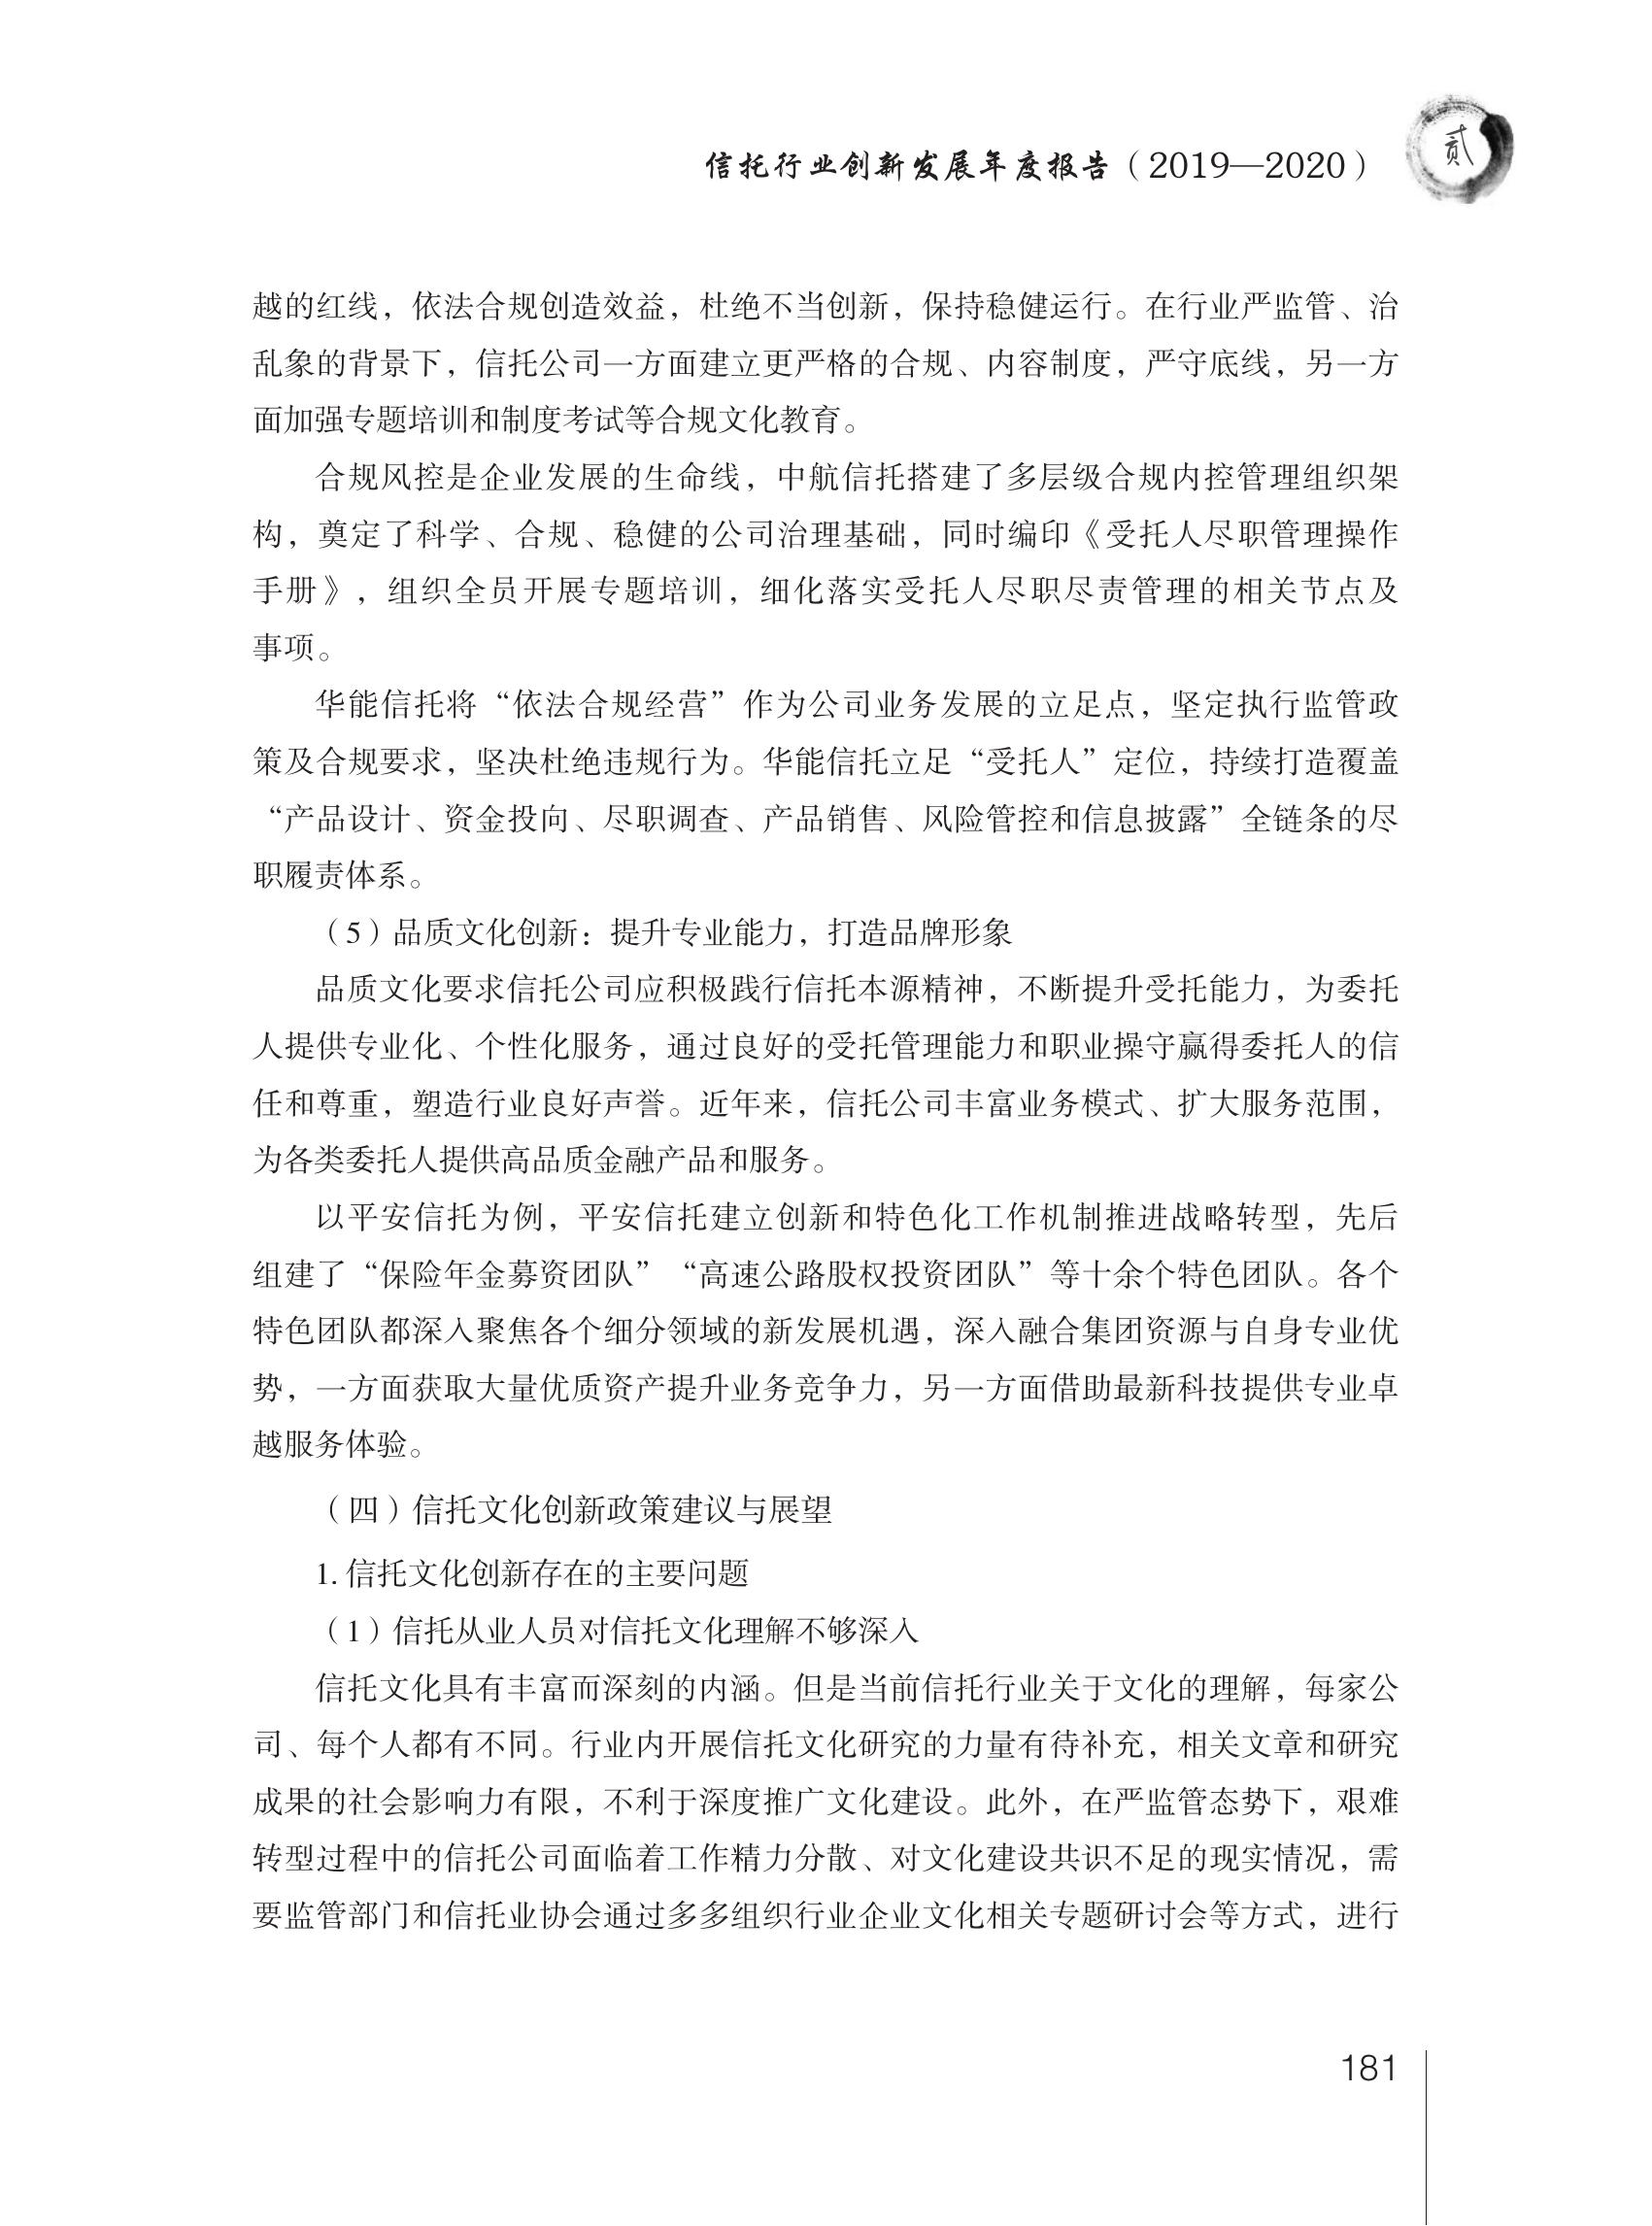 信托行业创新发展年度报告（2019—2020）
贰
越的红线，依法合规创造效益，杜绝不当创新，保持稳健运行。在行业严监管、治
乱象的背景下，信托公司一方面建立更严格的合规、内容制度，严守底线，另一方
面加强专题培训和制度考试等合规文化教育。
合规风控是企业发展的生命线，中航信托搭建了多层级合规内控管理组织架
构，奠定了科学、合规、稳健的公司治理基础，同时编印《受托人尽职管理操作
手册》，组织全员开展专题培训，细化落实受托人尽职尽责管理的相关节点及
事项。
华能信托将“依法合规经营”作为公司业务发展的立足点，坚定执行监管政
策及合规要求，坚决杜绝违规行为。华能信托立足“受托人”定位，持续打造覆盖
“产品设计、资金投向、尽职调查、产品销售、风险管控和信息披露”全链条的尽
职履责体系。
（5）品质文化创新：提升专业能力，打造品牌形象
品质文化要求信托公司应积极践行信托本源精神，不断提升受托能力，为委托
人提供专业化、个性化服务，通过良好的受托管理能力和职业操守赢得委托人的信
任和尊重，塑造行业良好声誉。近年来，信托公司丰富业务模式、扩大服务范围，
为各类委托人提供高品质金融产品和服务。
以平安信托为例，平安信托建立创新和特色化工作机制推进战略转型，先后
组建了“保险年金募资团队”“高速公路股权投资团队”等十余个特色团队。各个
特色团队都深入聚焦各个细分领域的新发展机遇，深入融合集团资源与自身专业优
势，一方面获取大量优质资产提升业务竞争力，另一方面借助最新科技提供专业卓
越服务体验。
（四）信托文化创新政策建议与展望
1. 信托文化创新存在的主要问题
（1）信托从业人员对信托文化理解不够深入
信托文化具有丰富而深刻的内涵。但是当前信托行业关于文化的理解，每家公
司、每个人都有不同。行业内开展信托文化研究的力量有待补充，相关文章和研究
成果的社会影响力有限，不利于深度推广文化建设。此外，在严监管态势下，艰难
转型过程中的信托公司面临着工作精力分散、对文化建设共识不足的现实情况，需
要监管部门和信托业协会通过多多组织行业企业文化相关专题研讨会等方式，进行
181